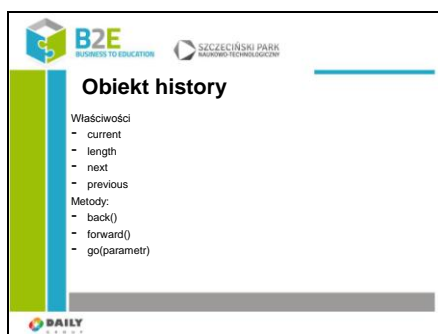 B2E
BUSINESS TO EDUCATION
SZCZECIŃSKI PARK
NAUKOWO-TECHNOLOGICZNY
Obiekt history
Właściwości
- current
- length
- next
- previous
Metody:
- back()
- forward()
- go(parametr)
DAILY
GROUP